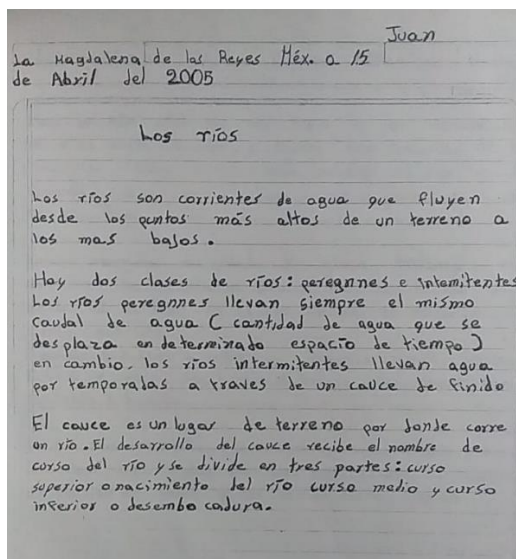 Juan
La Magdalena de las Reyes Méx. a 15
de Abril del 2005
Los ríos
Los ríos son corrientes de agua que fluyen
desde los puntos más altos de un terreno a
los mas bajos.
Hay dos clases de ríos: peregnnes e intemitentes
Los ríos peregnnes llevan siempre el mismo
caudal de agua (cantidad de agua que se
desplaza en determinado espacio de tiempo)
en cambio. los ríos intermitentes llevan agua
por temporadas a traves de un cauce de finido
El cauce es un lugar de terreno por donde corre
un río. El desarrollo del cauce recibe el nombre de
curso del río y se divide en tres partes: curso
superior o nacimiento del río curso medio y curso
inferior o desembo cadura.